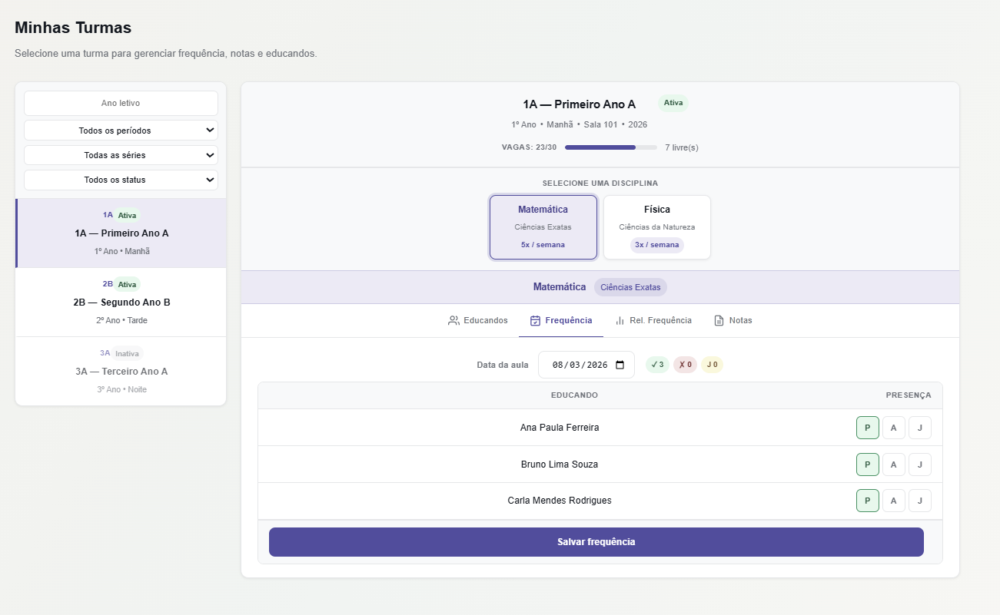 Minhas Turmas
Selecione uma turma para gerenciar frequência, notas e educandos.
Ano letivo
Todos os períodos
Todas as séries
Todos os status
1A Ativa
1A — Primeiro Ano A
1º Ano • Manhã
2B Ativa
2B — Segundo Ano B
2º Ano • Tarde
3A Inativa
3A — Terceiro Ano A
3º Ano • Noite
1A — Primeiro Ano A Ativa
1º Ano • Manhã • Sala 101 • 2026
VAGAS: 23/30 7 livre(s)
SELECIONE UMA DISCIPLINA
Matemática
Ciências Exatas
5x / semana
Física
Ciências da Natureza
3x / semana
Matemática Ciências Exatas
Educandos Frequência Rel. Frequência Notas
Data da aula 08/03/2026 ✓ 3 ✗ 0 J 0
EDUCANDO PRESENÇA
Ana Paula Ferreira P A J
Bruno Lima Souza P A J
Carla Mendes Rodrigues P A J
Salvar frequência